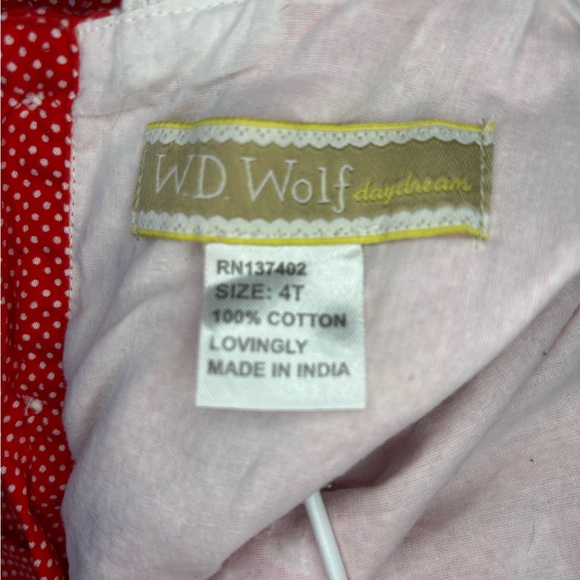 W.D. Wolf daydream
RN137402
SIZE: 4T
100% COTTON
LOVINGLY
MADE IN INDIA